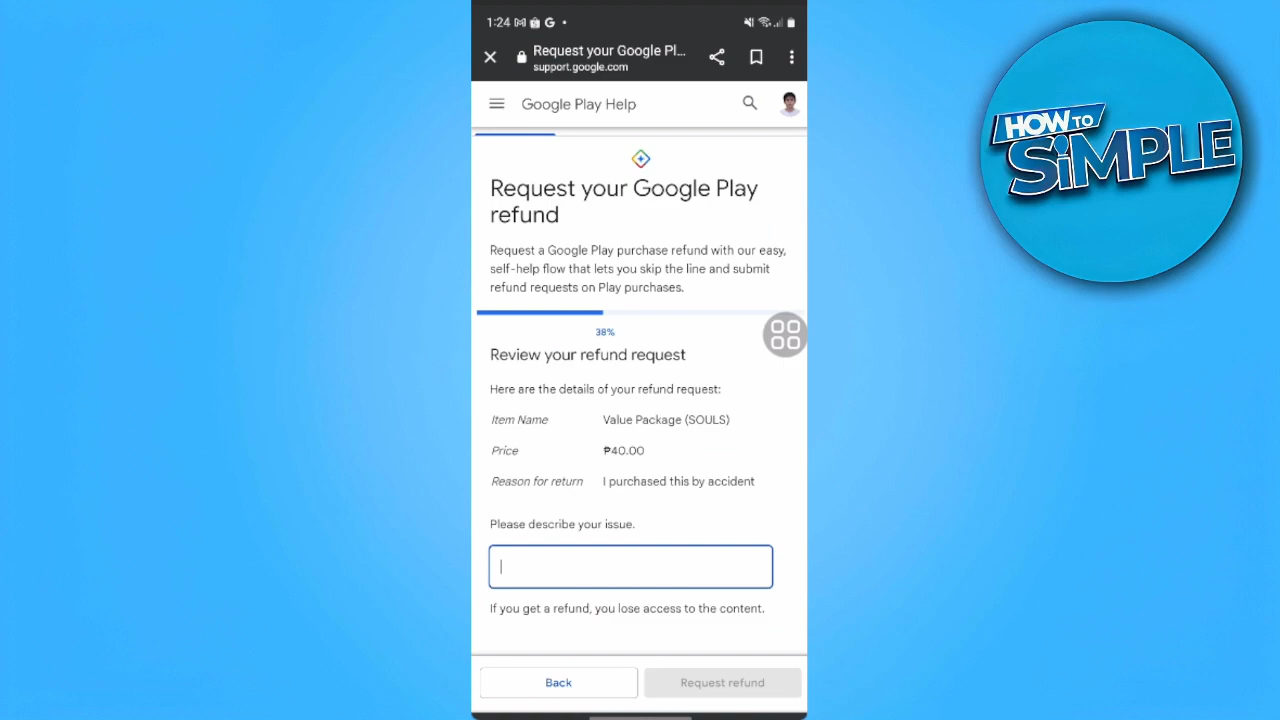 1:24
Request your Google Pl...
support.google.com
Google Play Help
Request your Google Play
refund
Request a Google Play purchase refund with our easy,
self-help flow that lets you skip the line and submit
refund requests on Play purchases.
38%
Review your refund request
Here are the details of your refund request:
Item Name Value Package (SOULS)
Price ₱40.00
Reason for return I purchased this by accident
Please describe your issue.
If you get a refund, you lose access to the content.
Back Request refund
HOW TO
SiMPLE